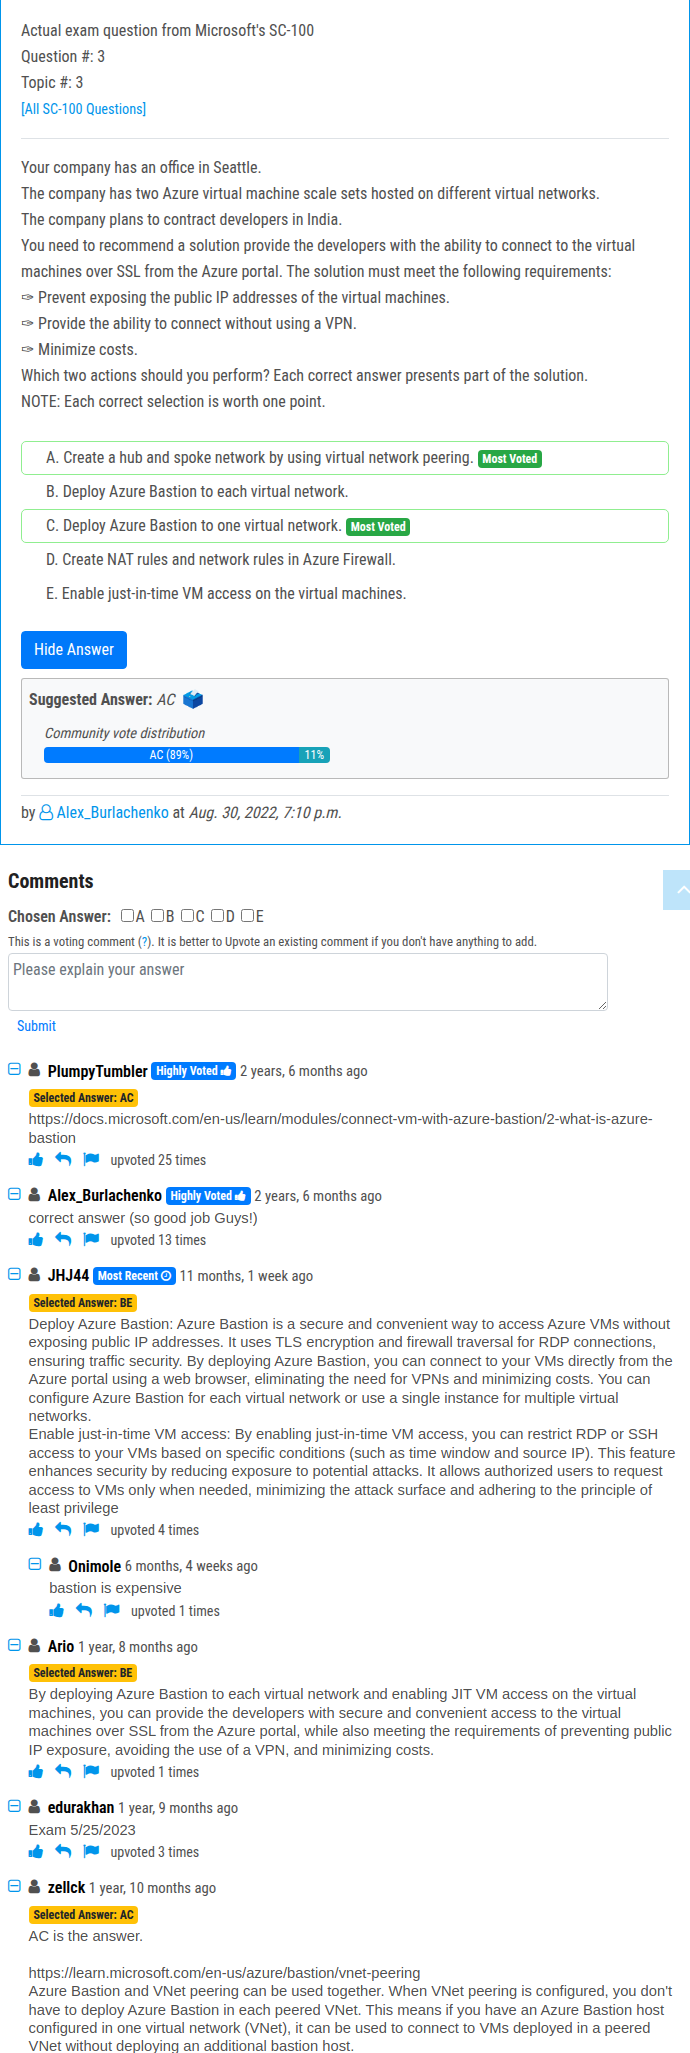 Actual exam question from Microsoft's SC-100
Question #: 3
Topic #: 3
[All SC-100 Questions]
Your company has an office in Seattle.
The company has two Azure virtual machine scale sets hosted on different virtual networks.
The company plans to contract developers in India.
You need to recommend a solution provide the developers with the ability to connect to the virtual
machines over SSL from the Azure portal. The solution must meet the following requirements:
✑ Prevent exposing the public IP addresses of the virtual machines.
✑ Provide the ability to connect without using a VPN.
✑ Minimize costs.
Which two actions should you perform? Each correct answer presents part of the solution.
NOTE: Each correct selection is worth one point.
A. Create a hub and spoke network by using virtual network peering. Most Voted
B. Deploy Azure Bastion to each virtual network.
C. Deploy Azure Bastion to one virtual network. Most Voted
D. Create NAT rules and network rules in Azure Firewall.
E. Enable just-in-time VM access on the virtual machines.
Hide Answer
Suggested Answer: AC
Community vote distribution
AC (89%) 11%
by Alex_Burlachenko at Aug. 30, 2022, 7:10 p.m.
Comments
Chosen Answer: A B C D E
This is a voting comment (?). It is better to Upvote an existing comment if you don't have anything to add.
Please explain your answer
Submit
PlumpyTumbler Highly Voted 2 years, 6 months ago
Selected Answer: AC
https://docs.microsoft.com/en-us/learn/modules/connect-vm-with-azure-bastion/2-what-is-azure-
bastion
upvoted 25 times
Alex_Burlachenko Highly Voted 2 years, 6 months ago
correct answer (so good job Guys!)
upvoted 13 times
JHJ44 Most Recent 11 months, 1 week ago
Selected Answer: BE
Deploy Azure Bastion: Azure Bastion is a secure and convenient way to access Azure VMs without
exposing public IP addresses. It uses TLS encryption and firewall traversal for RDP connections,
ensuring traffic security. By deploying Azure Bastion, you can connect to your VMs directly from the
Azure portal using a web browser, eliminating the need for VPNs and minimizing costs. You can
configure Azure Bastion for each virtual network or use a single instance for multiple virtual
networks.
Enable just-in-time VM access: By enabling just-in-time VM access, you can restrict RDP or SSH
access to your VMs based on specific conditions (such as time window and source IP). This feature
enhances security by reducing exposure to potential attacks. It allows authorized users to request
access to VMs only when needed, minimizing the attack surface and adhering to the principle of
least privilege
upvoted 4 times
Onimole 6 months, 4 weeks ago
bastion is expensive
upvoted 1 times
Ario 1 year, 8 months ago
Selected Answer: BE
By deploying Azure Bastion to each virtual network and enabling JIT VM access on the virtual
machines, you can provide the developers with secure and convenient access to the virtual
machines over SSL from the Azure portal, while also meeting the requirements of preventing public
IP exposure, avoiding the use of a VPN, and minimizing costs.
upvoted 1 times
edurakhan 1 year, 9 months ago
Exam 5/25/2023
upvoted 3 times
zellck 1 year, 10 months ago
Selected Answer: AC
AC is the answer.
https://learn.microsoft.com/en-us/azure/bastion/vnet-peering
Azure Bastion and VNet peering can be used together. When VNet peering is configured, you don't
have to deploy Azure Bastion in each peered VNet. This means if you have an Azure Bastion host
configured in one virtual network (VNet), it can be used to connect to VMs deployed in a peered
VNet without deploying an additional bastion host.